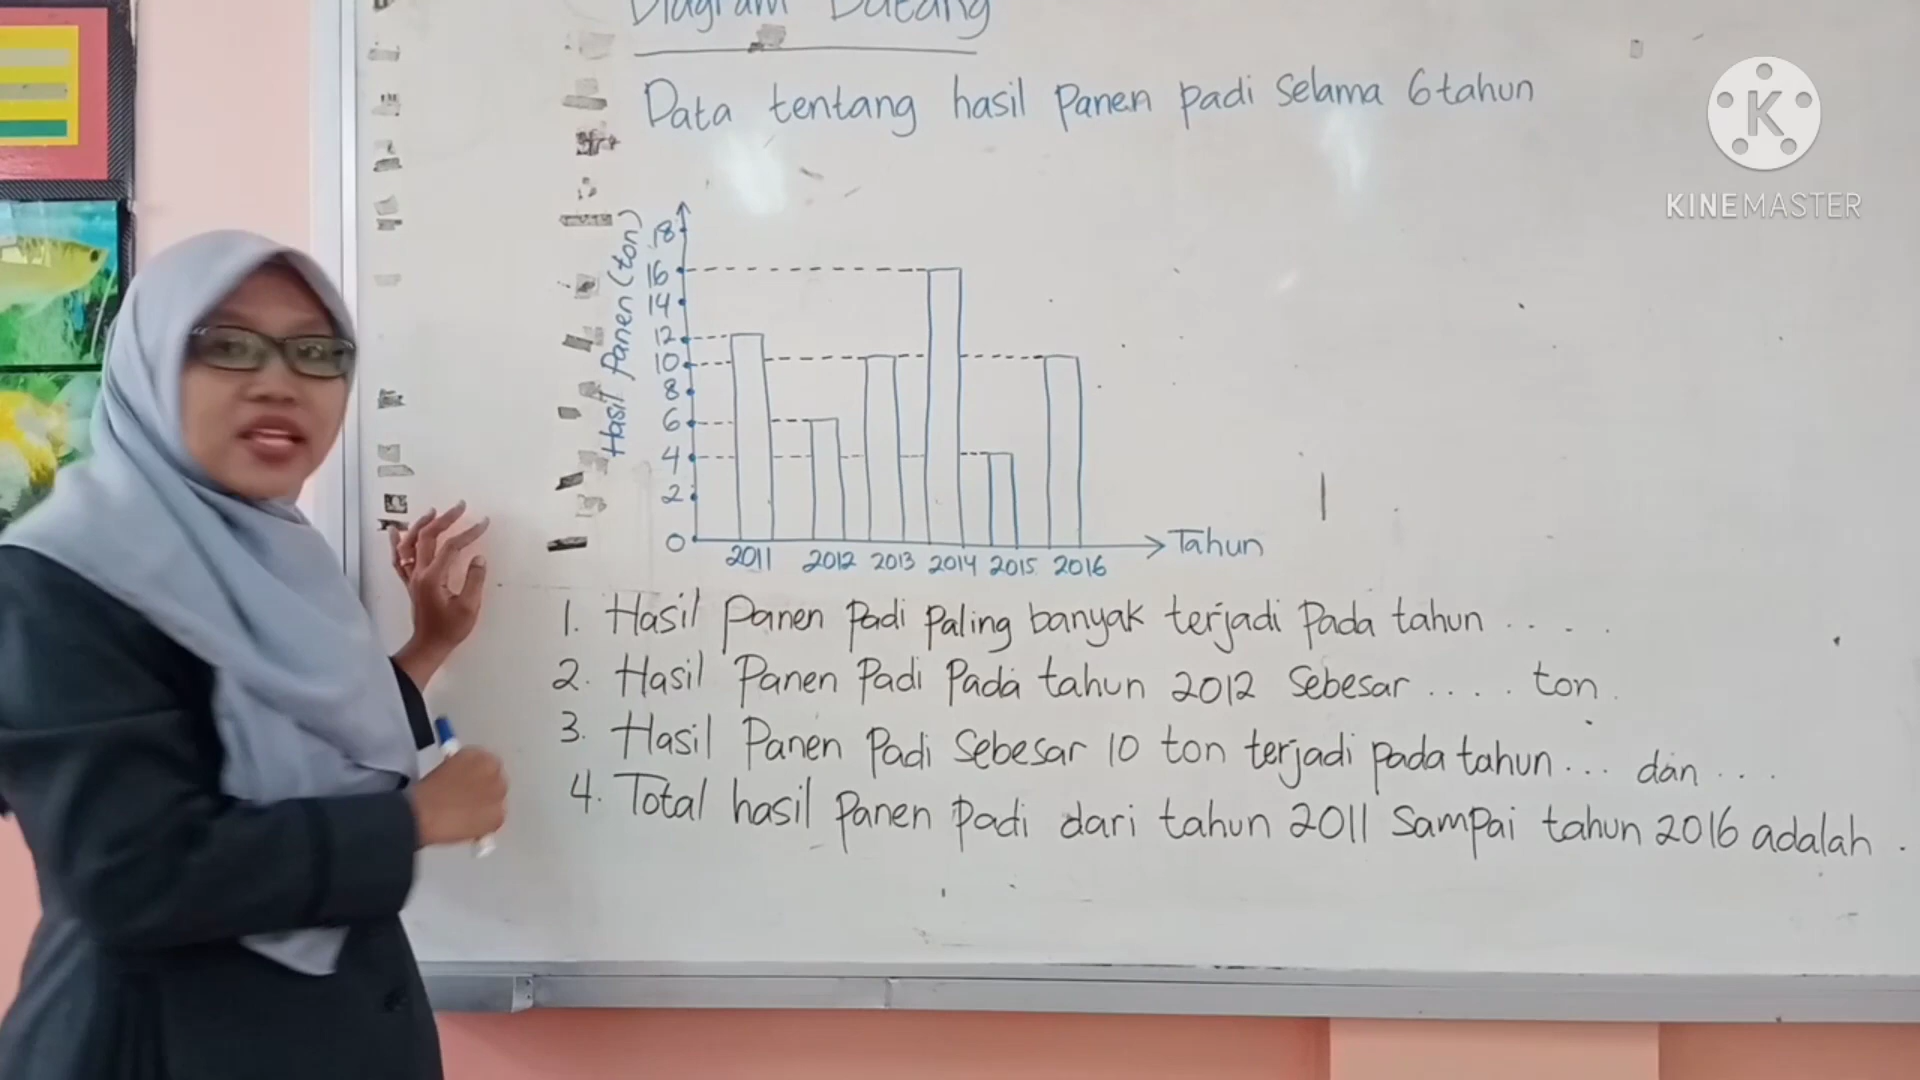 Diagram Batang
Data tentang hasil Panen padi selama 6 tahun
KINEMASTER
Hasil Panen (ton)
18
16
14
12
10
8
6
4
2
0
2011 2012 2013 2014 2015 2016
Tahun
1. Hasil Panen Padi Paling banyak terjadi Pada tahun ....
2. Hasil Panen Padi Pada tahun 2012 Sebesar .... ton.
3. Hasil Panen Padi Sebesar 10 ton terjadi pada tahun ... dan ...
4. Total hasil Panen Padi dari tahun 2011 Sampai tahun 2016 adalah .